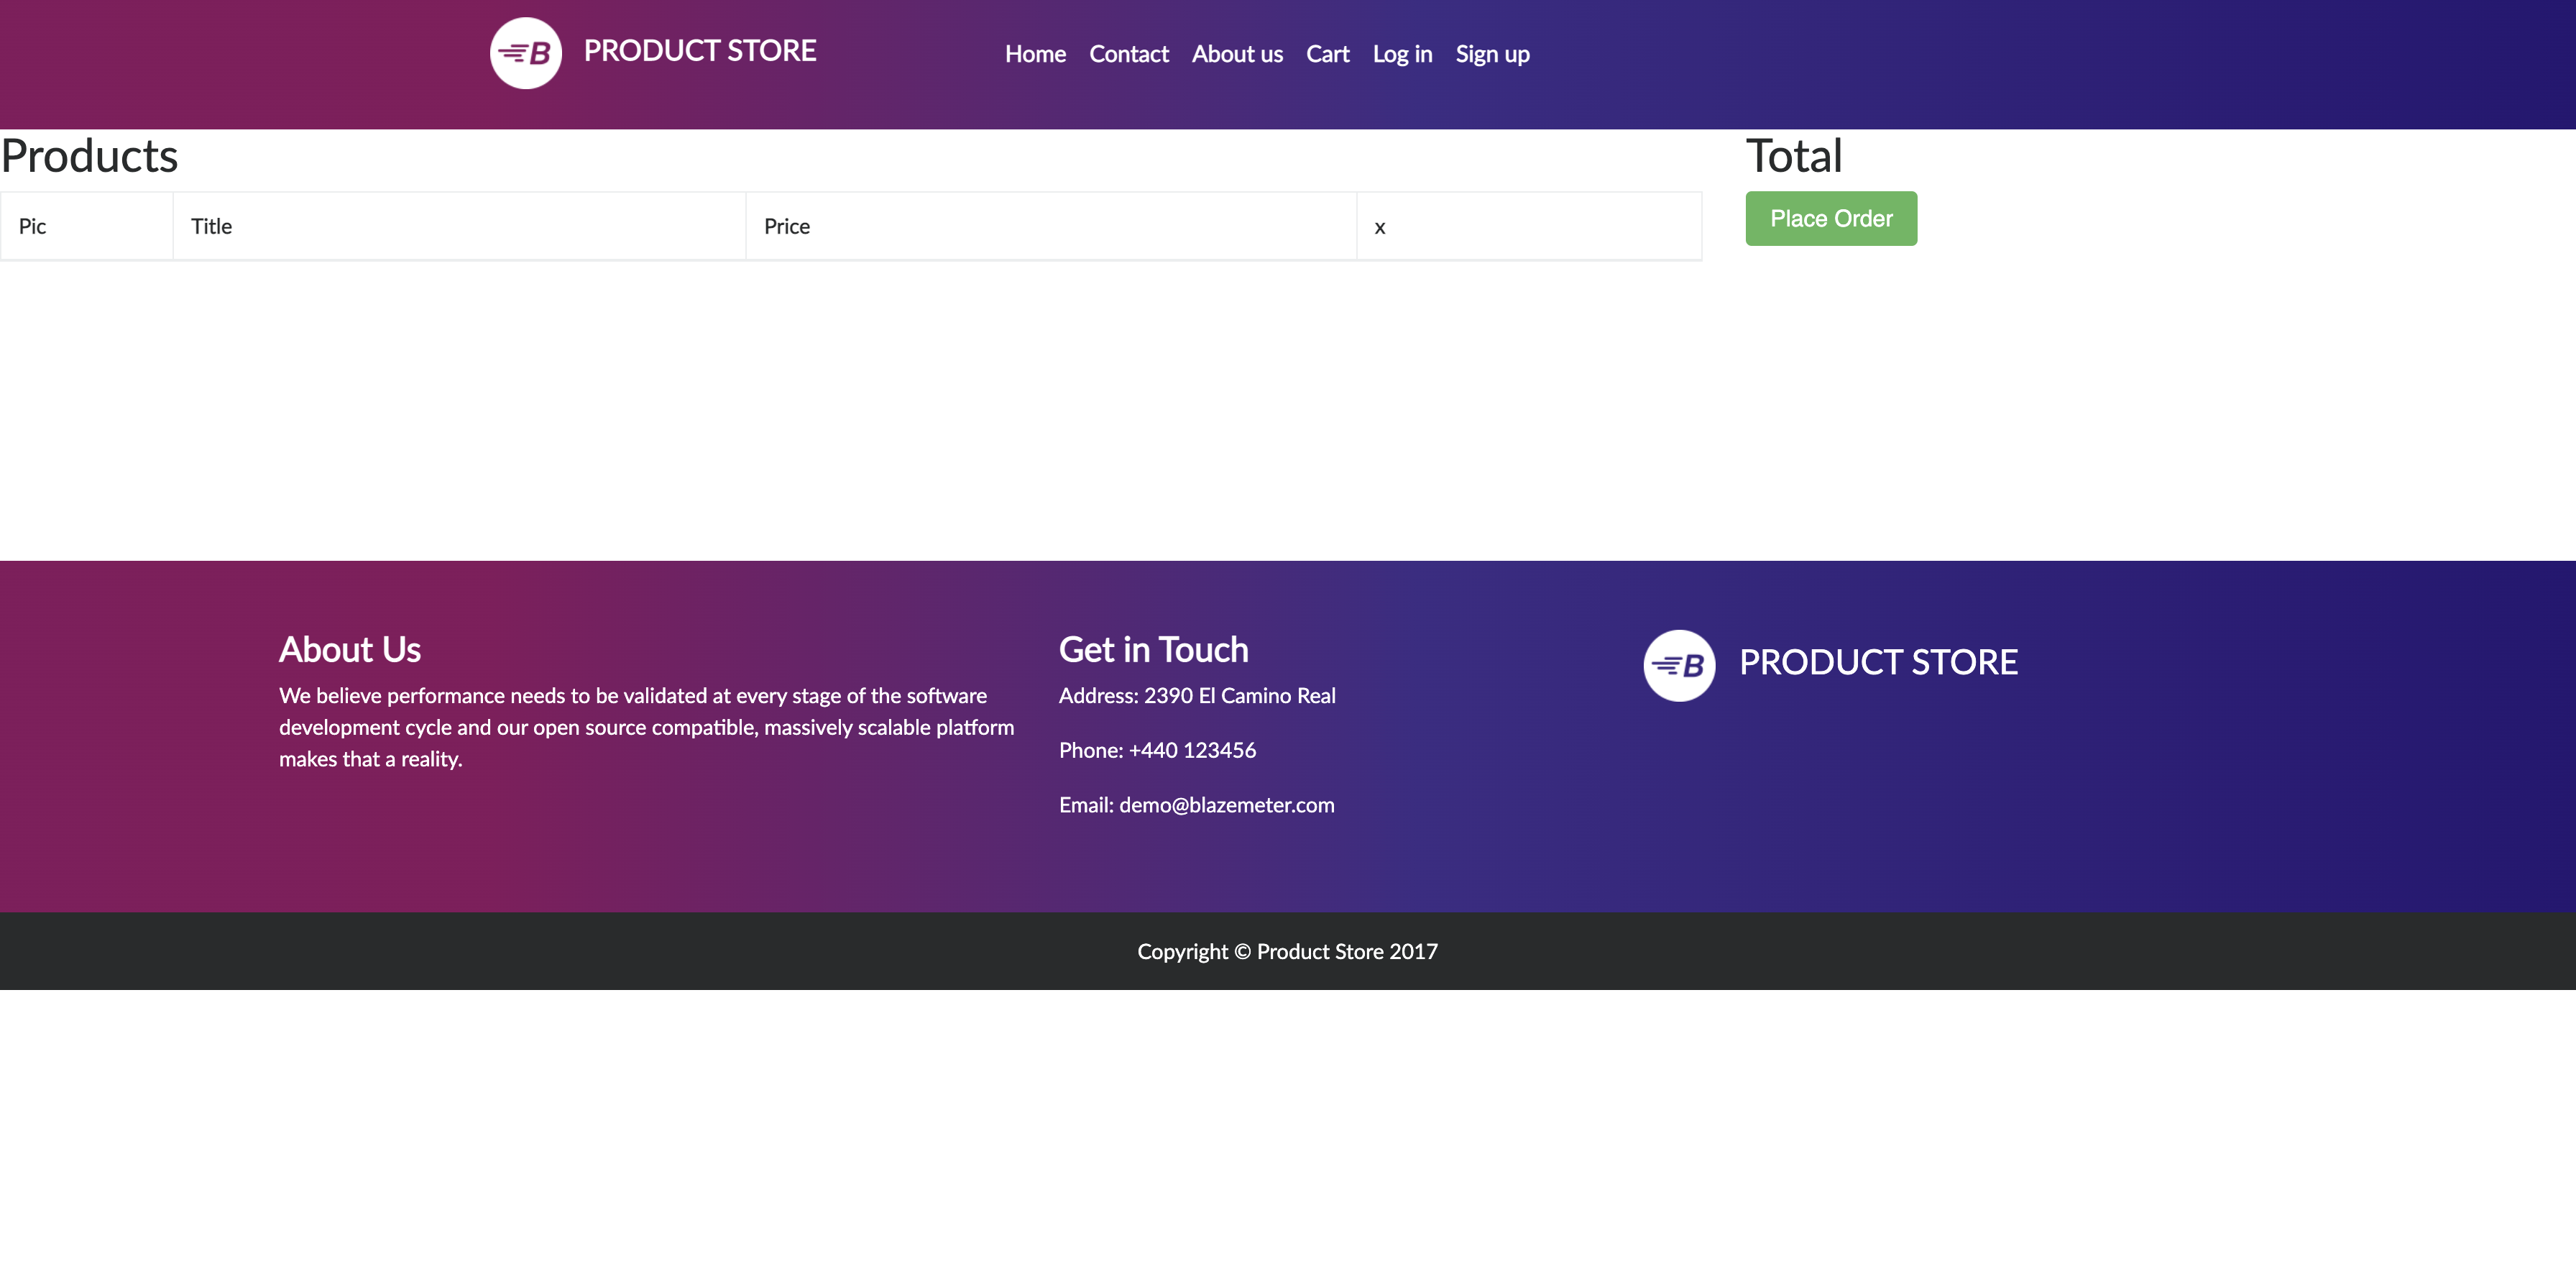 B PRODUCT STORE
Home Contact About us Cart Log in Sign up
Products
Pic Title Price x
Total
Place Order
About Us
We believe performance needs to be validated at every stage of the software
development cycle and our open source compatible, massively scalable platform
makes that a reality.
Get in Touch
Address: 2390 El Camino Real
Phone: +440 123456
Email: demo@blazemeter.com
B PRODUCT STORE
Copyright © Product Store 2017